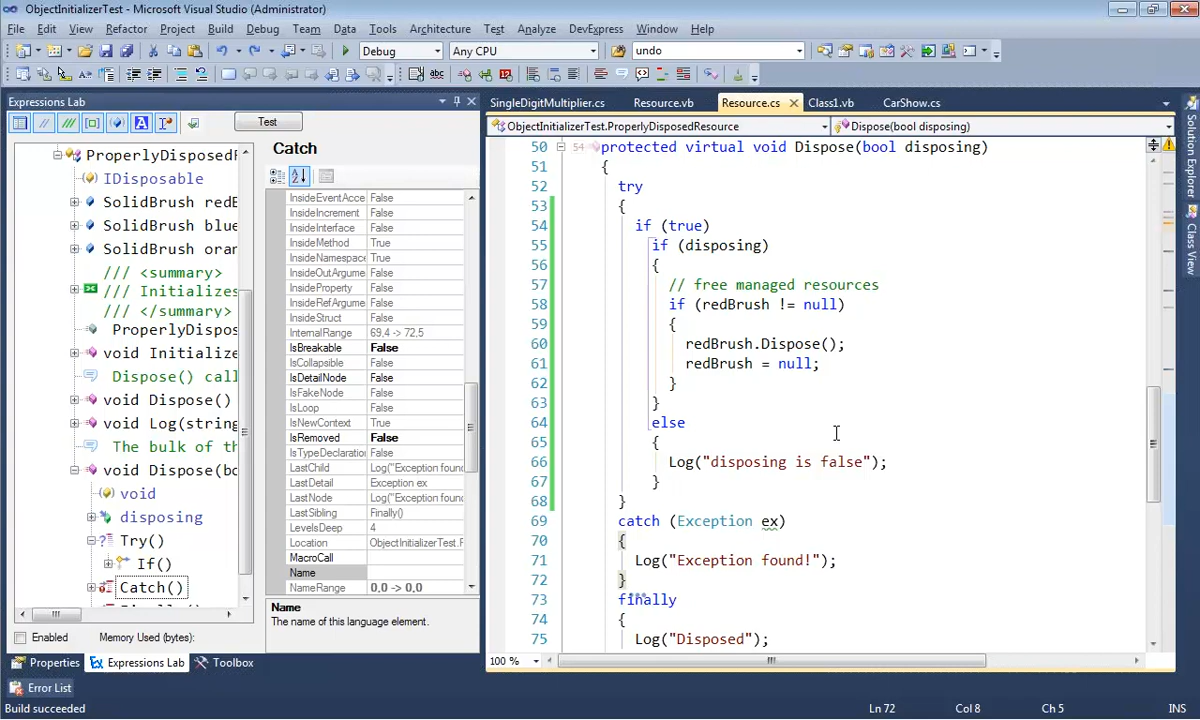 ObjectInitializerTest - Microsoft Visual Studio (Administrator)
File Edit View Refactor Project Build Debug Team Data Tools Architecture Test Analyze DevExpress Window Help
Debug Any CPU undo
Expressions Lab
Test
ProperlyDisposedR
IDisposable
SolidBrush redB
SolidBrush blue
SolidBrush oran
/// <summary>
/// Initializes
/// </summary>
ProperlyDispos
void Initialize
Dispose() call
void Dispose()
void Log(string
The bulk of th
void Dispose(bo
void
disposing
Try()
If()
Catch()
Enabled Memory Used (bytes):
Catch
InsideEventAcce False
InsideIncrement False
InsideInterface False
InsideMethod True
InsideNamespace True
InsideOutArgume False
InsideProperty False
InsideRefArgume False
InsideStruct False
InternalRange 69,4 -> 72,5
IsBreakable False
IsCollapsible False
IsDetailNode False
IsFakeNode False
IsLoop False
IsNewContext True
IsRemoved False
IsTypeDeclaration False
LastChild Log("Exception found
LastDetail Exception ex
LastNode Log("Exception found
LastSibling Finally()
LevelsDeep 4
Location ObjectInitializerTest.F
MacroCall
Name
NameRange 0,0 -> 0,0
Name
The name of this language element.
Properties Expressions Lab Toolbox
SingleDigitMultiplier.cs Resource.vb Resource.cs Class1.vb CarShow.cs
ObjectInitializerTest.ProperlyDisposedResource Dispose(bool disposing)
50 54 protected virtual void Dispose(bool disposing)
51 {
52 try
53 {
54 if (true)
55 if (disposing)
56 {
57 // free managed resources
58 if (redBrush != null)
59 {
60 redBrush.Dispose();
61 redBrush = null;
62 }
63 }
64 else
65 {
66 Log("disposing is false");
67 }
68 }
69 catch (Exception ex)
70 {
71 Log("Exception found!");
72 }
73 finally
74 {
75 Log("Disposed");
100 %
Solution Explorer
Class View
Error List
Build succeeded Ln 72 Col 8 Ch 5 INS